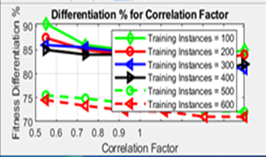 Differentiation % for Correlation Factor
Fitness Differentiation %
90
80
70
Training Instances = 100
Training Instances = 200
Training Instances = 300
Training Instances = 400
Training Instances = 500
Training Instances = 600
0.5 0.6 0.7 0.8 0.9 1
Correlation Factor